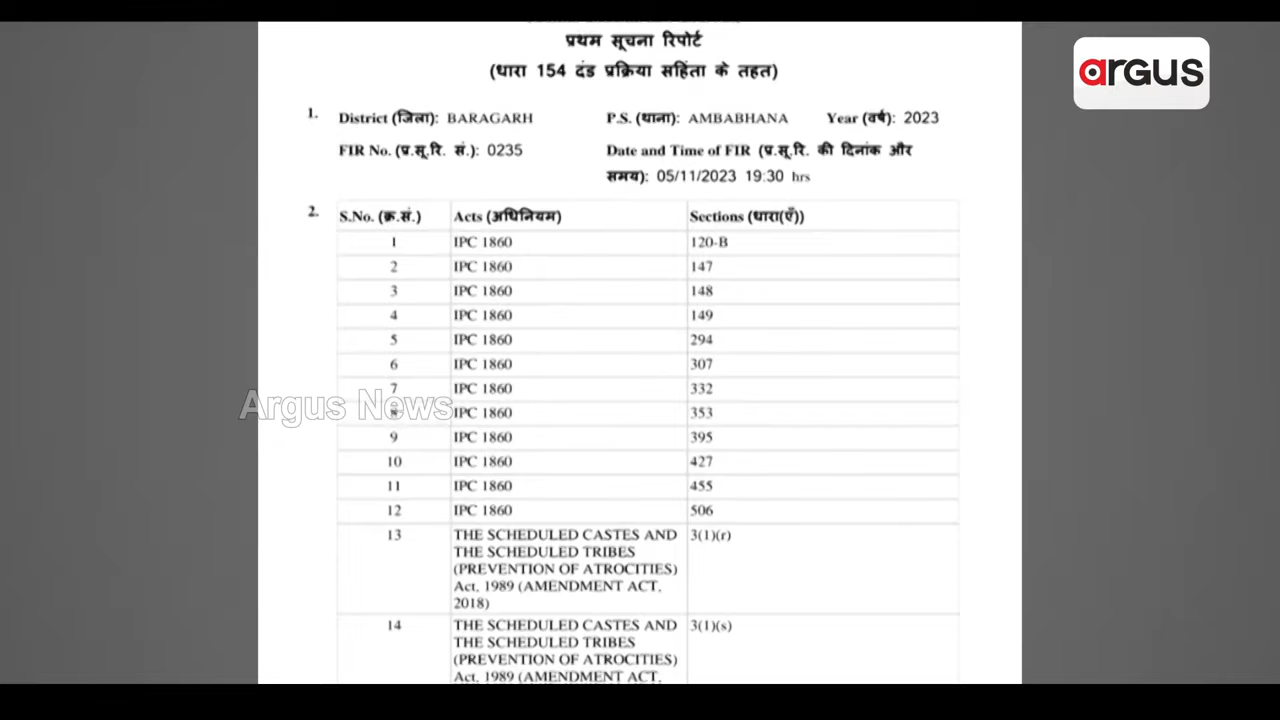 प्रथम सूचना रिपोर्ट
(धारा 154 दंड प्रक्रिया सहिंता के तहत)
argus
1. District (जिला): BARAGARH P.S. (थाना): AMBABHANA Year (वर्ष): 2023
FIR No. (प्र.सू.रि. सं.): 0235 Date and Time of FIR (प्र.सू.रि. की दिनांक और
समय): 05/11/2023 19:30 hrs
2. S.No. (क्र.सं.) Acts (अधिनियम) Sections (धारा(एँ))
1 IPC 1860 120-B
2 IPC 1860 147
3 IPC 1860 148
4 IPC 1860 149
5 IPC 1860 294
6 IPC 1860 307
7 IPC 1860 332
Argus News
8 IPC 1860 353
9 IPC 1860 395
10 IPC 1860 427
11 IPC 1860 455
12 IPC 1860 506
13 THE SCHEDULED CASTES AND 3(1)(r)
THE SCHEDULED TRIBES
(PREVENTION OF ATROCITIES)
Act, 1989 (AMENDMENT ACT,
2018)
14 THE SCHEDULED CASTES AND 3(1)(s)
THE SCHEDULED TRIBES
(PREVENTION OF ATROCITIES)
Act, 1989 (AMENDMENT ACT,